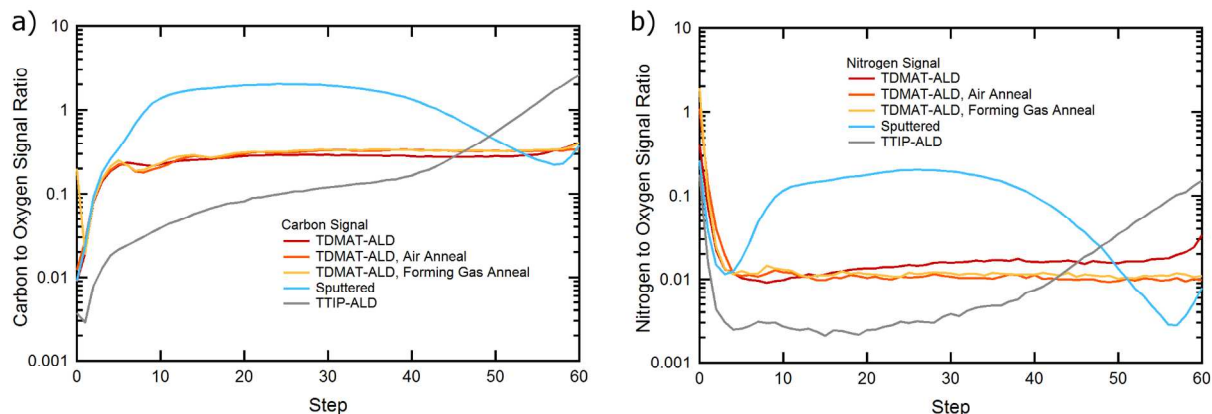 a)
Carbon to Oxygen Signal Ratio
10
1
0.1
0.01
0.001
Carbon Signal
TDMAT-ALD
TDMAT-ALD, Air Anneal
TDMAT-ALD, Forming Gas Anneal
Sputtered
TTIP-ALD
0 10 20 30 40 50 60
Step
b)
Nitrogen to Oxygen Signal Ratio
10
1
0.1
0.01
0.001
Nitrogen Signal
TDMAT-ALD
TDMAT-ALD, Air Anneal
TDMAT-ALD, Forming Gas Anneal
Sputtered
TTIP-ALD
0 10 20 30 40 50 60
Step